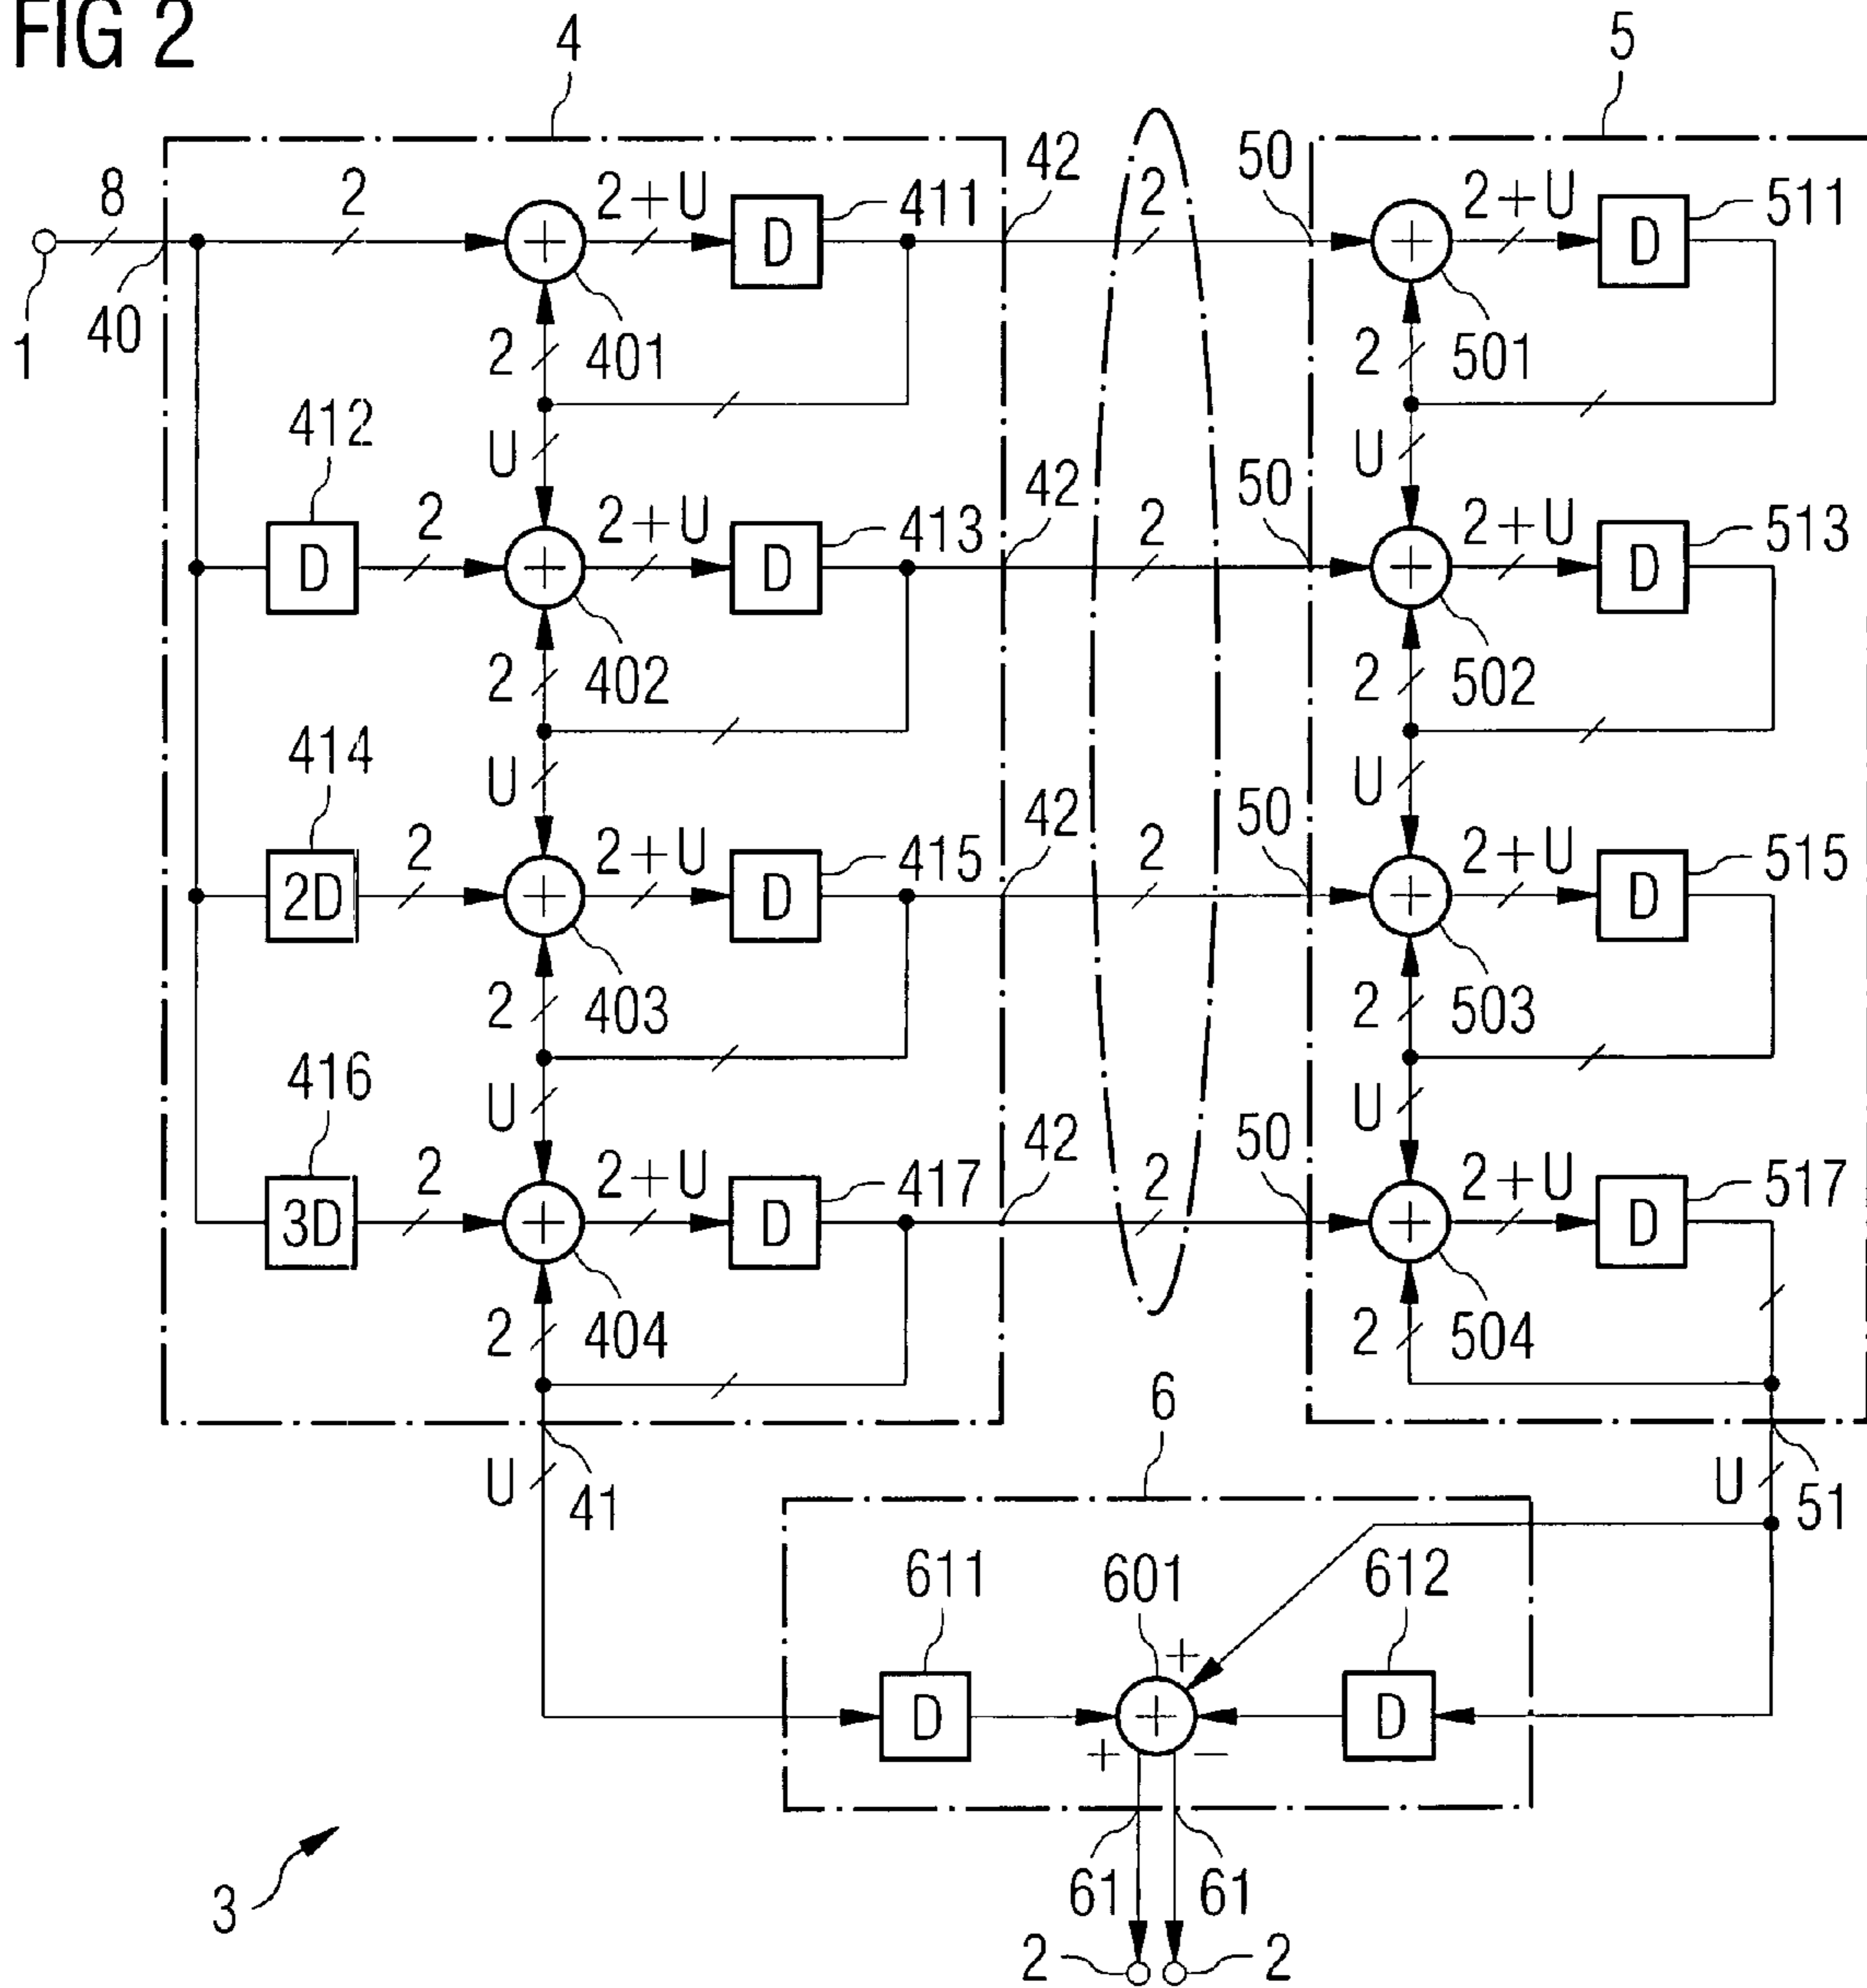 FIG 2
4 5
8 2 2+U D 411 42 2 50 2+U D 511
1 40 2 401 2 501
412 U 42 50 U
D 2 2+U D 413 2 2+U D 513
2 402 2 502
414 U 42 50 U
2D 2 2+U D 415 2 2+U D 515
2 403 2 503
416 U 42 50 U
3D 2 2+U D 417 2 2+U D 517
2 404 2 504
6
U 41 U 51
611 601 612
+
D + D
+ −
3 61 61
2 2